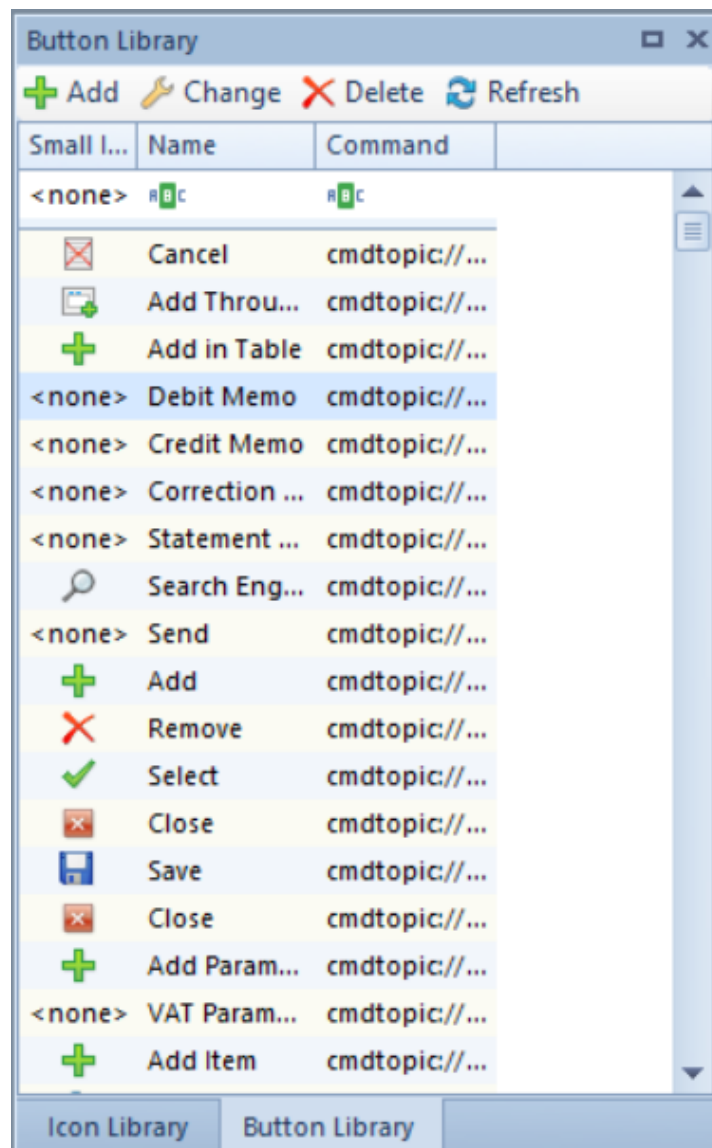 Button Library
Add Change Delete Refresh
Small I... Name Command
<none> ABC ABC
Cancel cmdtopic://...
Add Throu... cmdtopic://...
Add in Table cmdtopic://...
<none> Debit Memo cmdtopic://...
<none> Credit Memo cmdtopic://...
<none> Correction ... cmdtopic://...
<none> Statement ... cmdtopic://...
Search Eng... cmdtopic://...
<none> Send cmdtopic://...
Add cmdtopic://...
Remove cmdtopic://...
Select cmdtopic://...
Close cmdtopic://...
Save cmdtopic://...
Close cmdtopic://...
Add Param... cmdtopic://...
<none> VAT Param... cmdtopic://...
Add Item cmdtopic://...
Icon Library Button Library